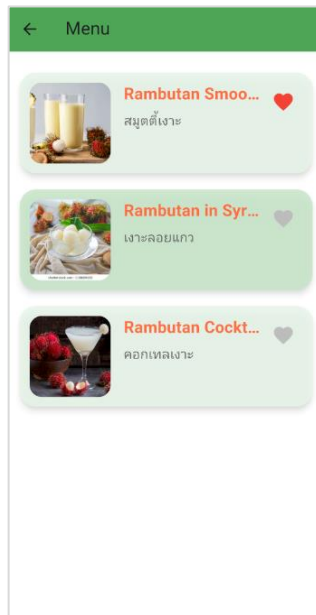 Menu
Rambutan Smoo...
สมูตตี้เงาะ
Rambutan in Syr...
เงาะลอยแกว
Rambutan Cockt...
คอกเทลเงาะ